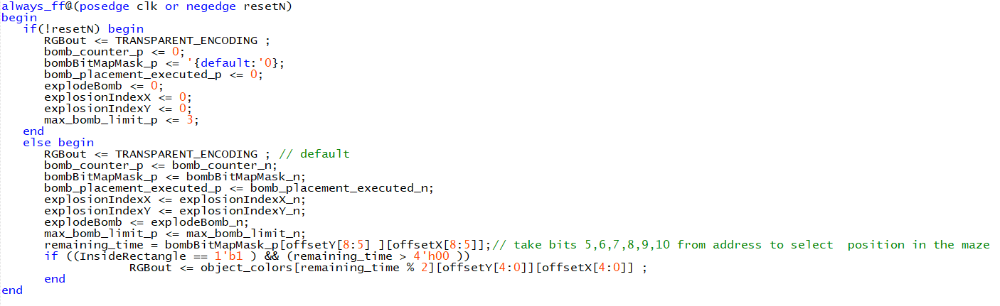 always_ff@(posedge clk or negedge resetN)
begin
   if(!resetN) begin
      RGBout <= TRANSPARENT_ENCODING ;
      bomb_counter_p <= 0;
      bombBitMapMask_p <= '{default:'0};
      bomb_placement_executed_p <= 0;
      explodeBomb <= 0;
      explosionIndexX <= 0;
      explosionIndexY <= 0;
      max_bomb_limit_p <= 3;
   end
   else begin
      RGBout <= TRANSPARENT_ENCODING ; // default
      bomb_counter_p <= bomb_counter_n;
      bombBitMapMask_p <= bombBitMapMask_n;
      bomb_placement_executed_p <= bomb_placement_executed_n;
      explosionIndexX <= explosionIndexX_n;
      explosionIndexY <= explosionIndexY_n;
      explodeBomb <= explodeBomb_n;
      max_bomb_limit_p <= max_bomb_limit_n;
      remaining_time = bombBitMapMask_p[offsetY[8:5] ][offsetX[8:5]];// take bits 5,6,7,8,9,10 from address to select  position in the maze
      if ((InsideRectangle == 1'b1 ) && (remaining_time > 4'h00 ))
                  RGBout <= object_colors[remaining_time % 2][offsetY[4:0]][offsetX[4:0]] ;
      end
end